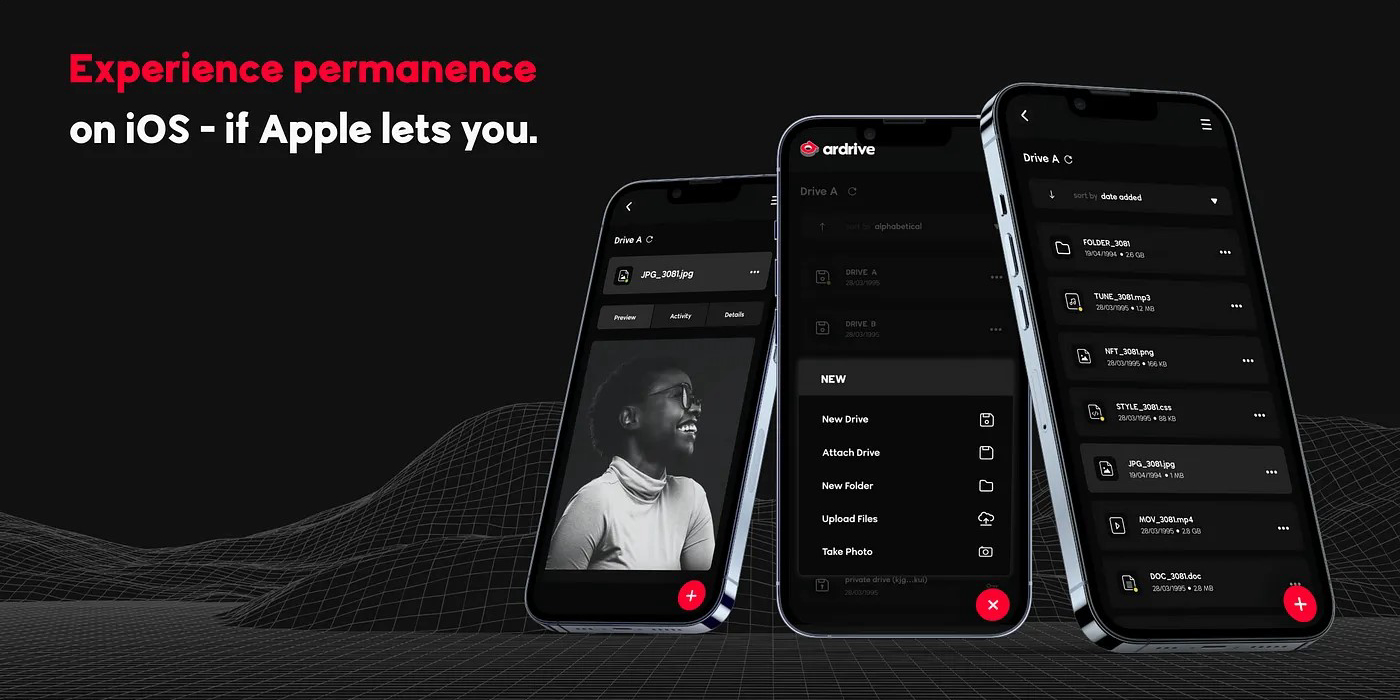 Experience permanence
on iOS - if Apple lets you.
Drive A
JPG_3081.jpg
Preview
Activity
Details
ardrive
Drive A
sort by alphabetical
DRIVE A
28/03/1995
DRIVE B
28/03/1995
NEW
New Drive
Attach Drive
New Folder
Upload Files
Take Photo
private drive (kjg...kui)
28/03/1995
Drive A
sort by date added
FOLDER_3081
19/04/1994 • 26 GB
TUNE_3081.mp3
28/03/1995 • 12 MB
NFT_3081.png
28/03/1995 • 166 KB
STYLE_3081.css
28/03/1995 • 88 KB
JPG_3081.jpg
19/04/1994 • 1 MB
MOV_3081.mp4
28/03/1995 • 2.8 GB
DOC_3081.doc
28/03/1995 • 2.8 MB